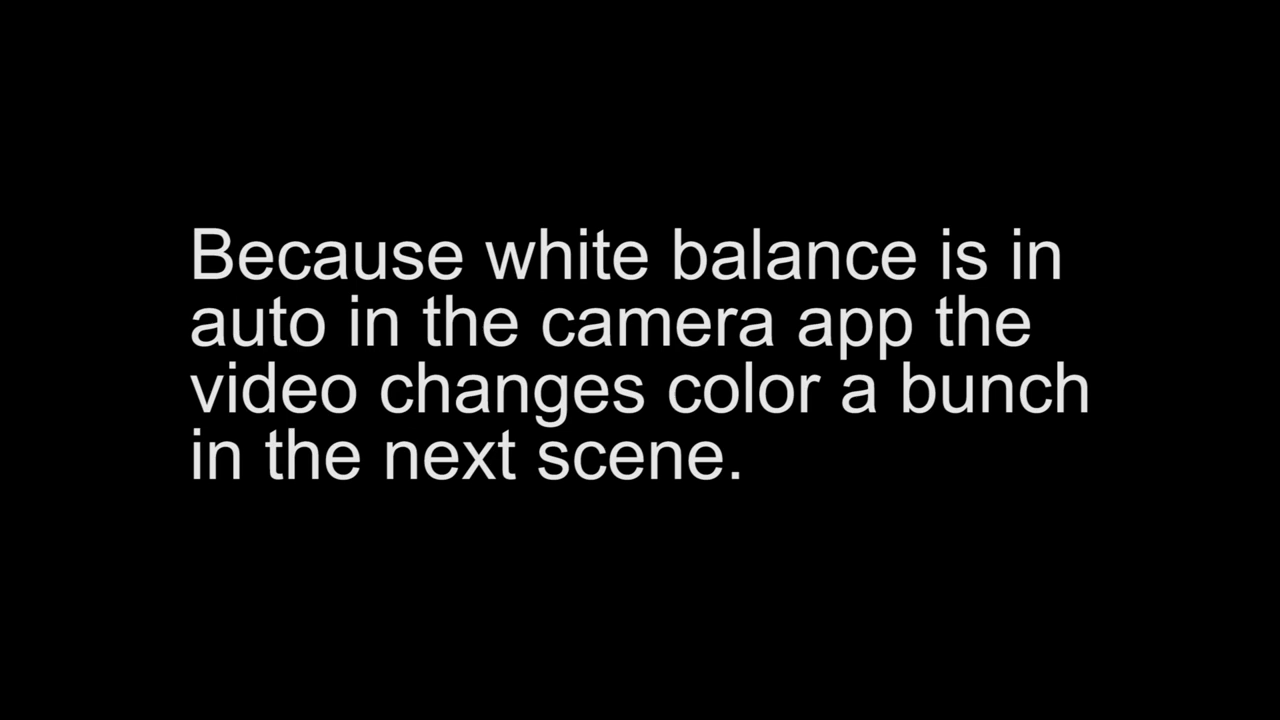 Because white balance is in
auto in the camera app the
video changes color a bunch
in the next scene.